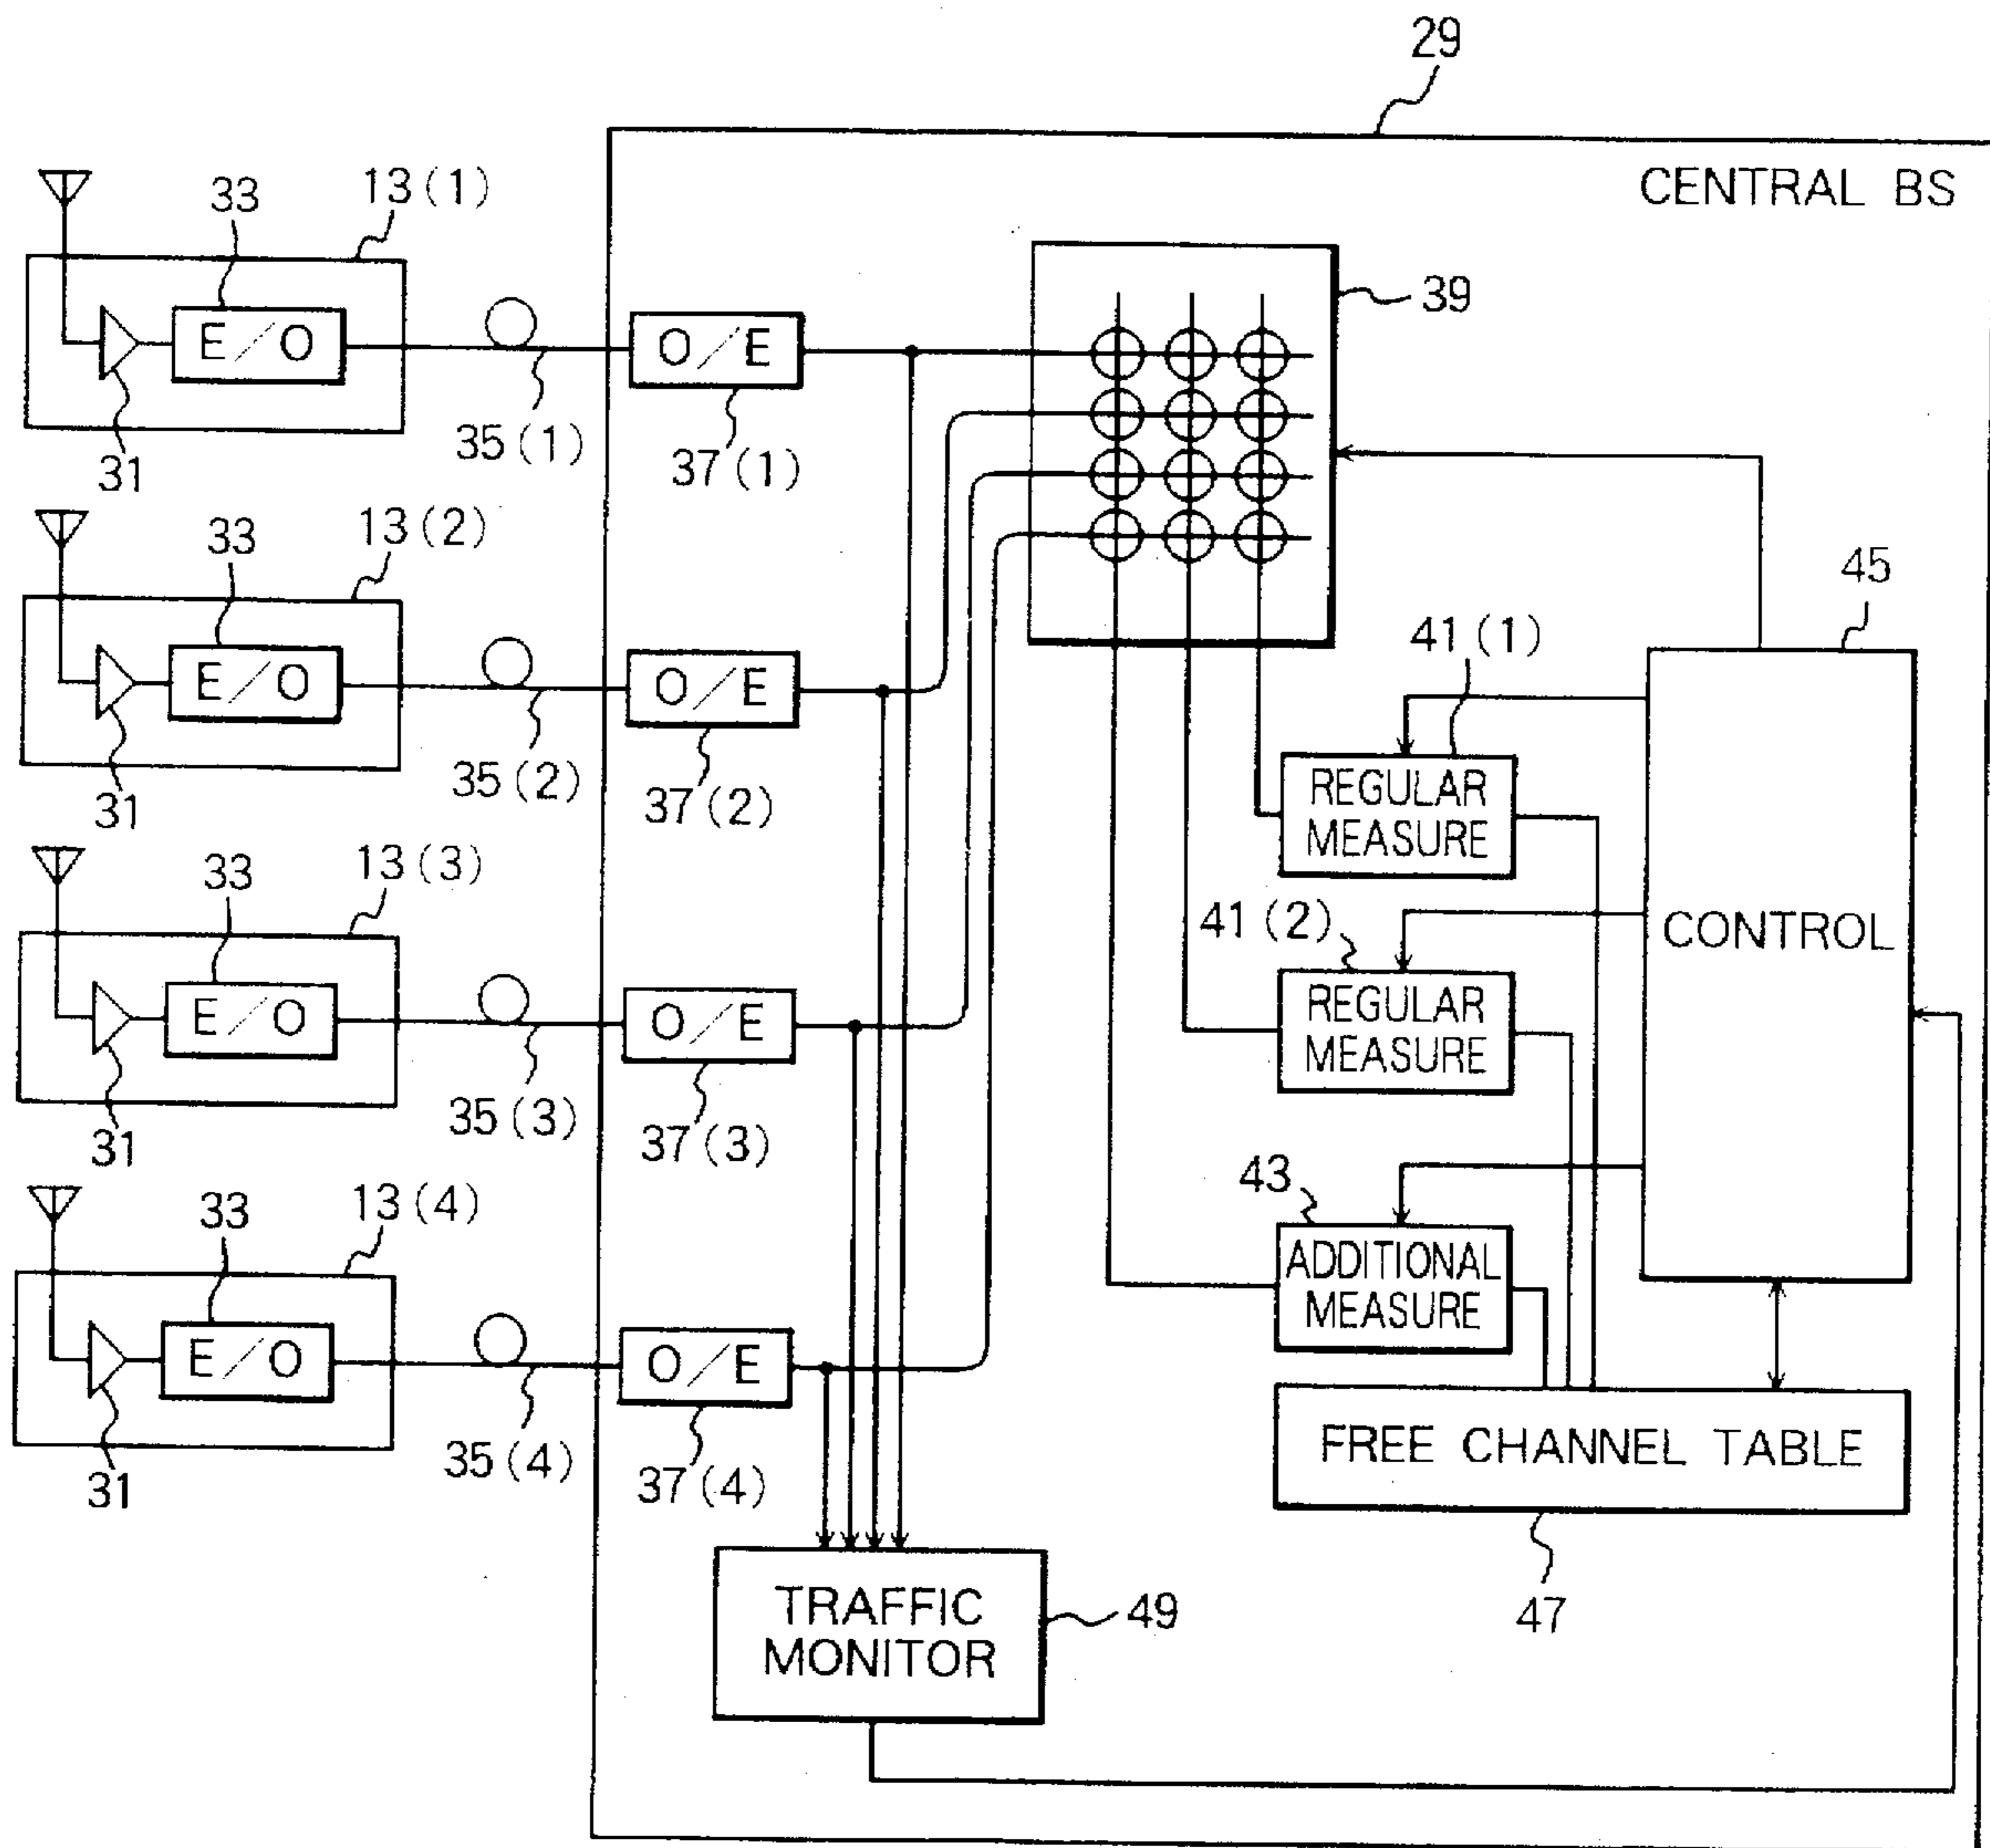 29
CENTRAL BS
33
13(1)
E/O
O/E
39
31
35(1)
37(1)
33
13(2)
E/O
O/E
45
41(1)
31
35(2)
37(2)
REGULAR
MEASURE
33
13(3)
41(2)
CONTROL
E/O
O/E
REGULAR
MEASURE
31
35(3)
37(3)
43
33
13(4)
ADDITIONAL
MEASURE
E/O
O/E
FREE CHANNEL TABLE
31
35(4)
37(4)
47
TRAFFIC
MONITOR
49